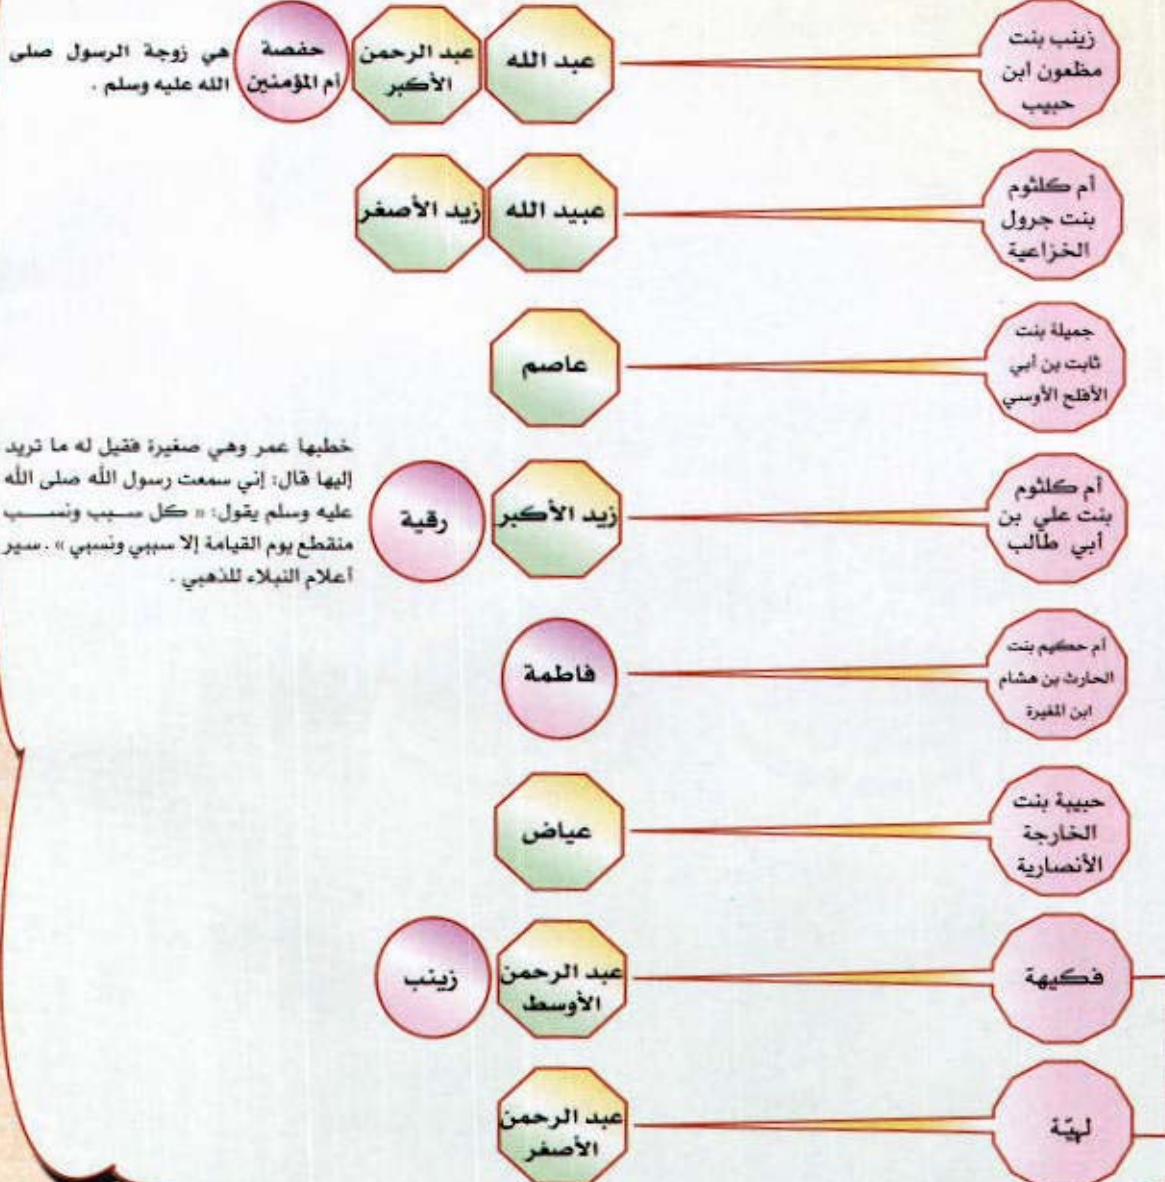 زينب بنت
مظعون ابن
حبيب
عبد الله
عبد الرحمن
الأكبر
حفصة
أم المؤمنين
هي زوجة الرسول صلى
الله عليه وسلم .
أم كلثوم
بنت جرول
الخزاعية
عبيد الله
زيد الأصغر
جميلة بنت
ثابت بن أبي
الأفلح الأوسي
عاصم
أم كلثوم
بنت علي بن
أبي طالب
زيد الأكبر
رقية
خطبها عمر وهي صغيرة فقيل له ما تريد
إليها قال: إني سمعت رسول الله صلى الله
عليه وسلم يقول: « كل سبب ونسب
منقطع يوم القيامة إلا سببي ونسبي » . سير
أعلام النبلاء للذهبي .
أم حكيم بنت
الحارث بن هشام
ابن المغيرة
فاطمة
حبيبة بنت
الخارجة
الأنصارية
عياض
فكيهة
عبد الرحمن
الأوسط
زينب
لهيّة
عبد الرحمن
الأصغر